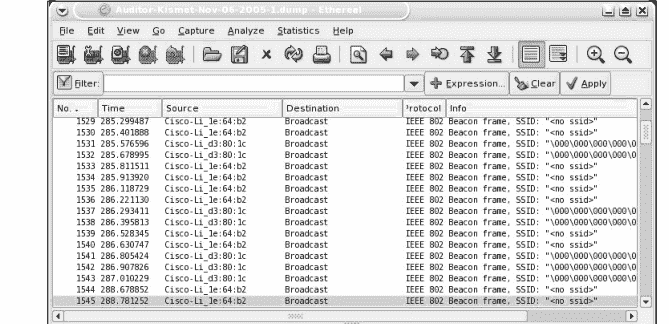 Auditor-Kismet-Nov-06-2005-1.dump - Ethereal
File Edit View Go Capture Analyze Statistics Help
Filter: Expression... Clear Apply
No. . Time Source Destination Protocol Info
1529 285.299487 Cisco-Li_1e:64:b2 Broadcast IEEE 802 Beacon frame, SSID: "<no ssid>"
1530 285.401888 Cisco-Li_1e:64:b2 Broadcast IEEE 802 Beacon frame, SSID: "<no ssid>"
1531 285.576596 Cisco-Li_d3:80:1c Broadcast IEEE 802 Beacon frame, SSID: "\000\000\000\000\0
1532 285.678995 Cisco-Li_d3:80:1c Broadcast IEEE 802 Beacon frame, SSID: "\000\000\000\000\0
1533 285.811511 Cisco-Li_1e:64:b2 Broadcast IEEE 802 Beacon frame, SSID: "<no ssid>"
1534 285.913920 Cisco-Li_1e:64:b2 Broadcast IEEE 802 Beacon frame, SSID: "<no ssid>"
1535 286.118729 Cisco-Li_1e:64:b2 Broadcast IEEE 802 Beacon frame, SSID: "<no ssid>"
1536 286.221130 Cisco-Li_1e:64:b2 Broadcast IEEE 802 Beacon frame, SSID: "<no ssid>"
1537 286.293411 Cisco-Li_d3:80:1c Broadcast IEEE 802 Beacon frame, SSID: "\000\000\000\000\0
1538 286.395813 Cisco-Li_d3:80:1c Broadcast IEEE 802 Beacon frame, SSID: "\000\000\000\000\0
1539 286.528345 Cisco-Li_1e:64:b2 Broadcast IEEE 802 Beacon frame, SSID: "<no ssid>"
1540 286.630747 Cisco-Li_1e:64:b2 Broadcast IEEE 802 Beacon frame, SSID: "<no ssid>"
1541 286.805424 Cisco-Li_d3:80:1c Broadcast IEEE 802 Beacon frame, SSID: "\000\000\000\000\0
1542 286.907826 Cisco-Li_d3:80:1c Broadcast IEEE 802 Beacon frame, SSID: "\000\000\000\000\0
1543 287.010229 Cisco-Li_d3:80:1c Broadcast IEEE 802 Beacon frame, SSID: "\000\000\000\000\0
1544 288.678852 Cisco-Li_1e:64:b2 Broadcast IEEE 802 Beacon frame, SSID: "<no ssid>"
1545 288.781252 Cisco-Li_1e:64:b2 Broadcast IEEE 802 Beacon frame, SSID: "<no ssid>"